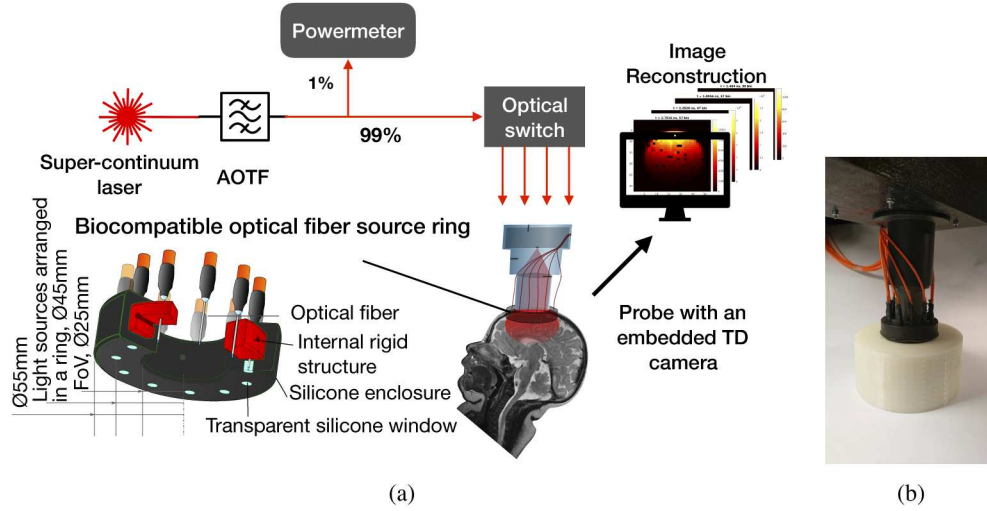 Powermeter
1%
Image
Reconstruction
99%
Optical
switch
Super-continuum
laser
AOTF
Biocompatible optical fiber source ring
Ø55mm
Light sources arranged
in a ring, Ø45mm
FoV, Ø25mm
Optical fiber
Internal rigid
structure
Silicone enclosure
Transparent silicone window
Probe with an
embedded TD
camera
(a)
(b)